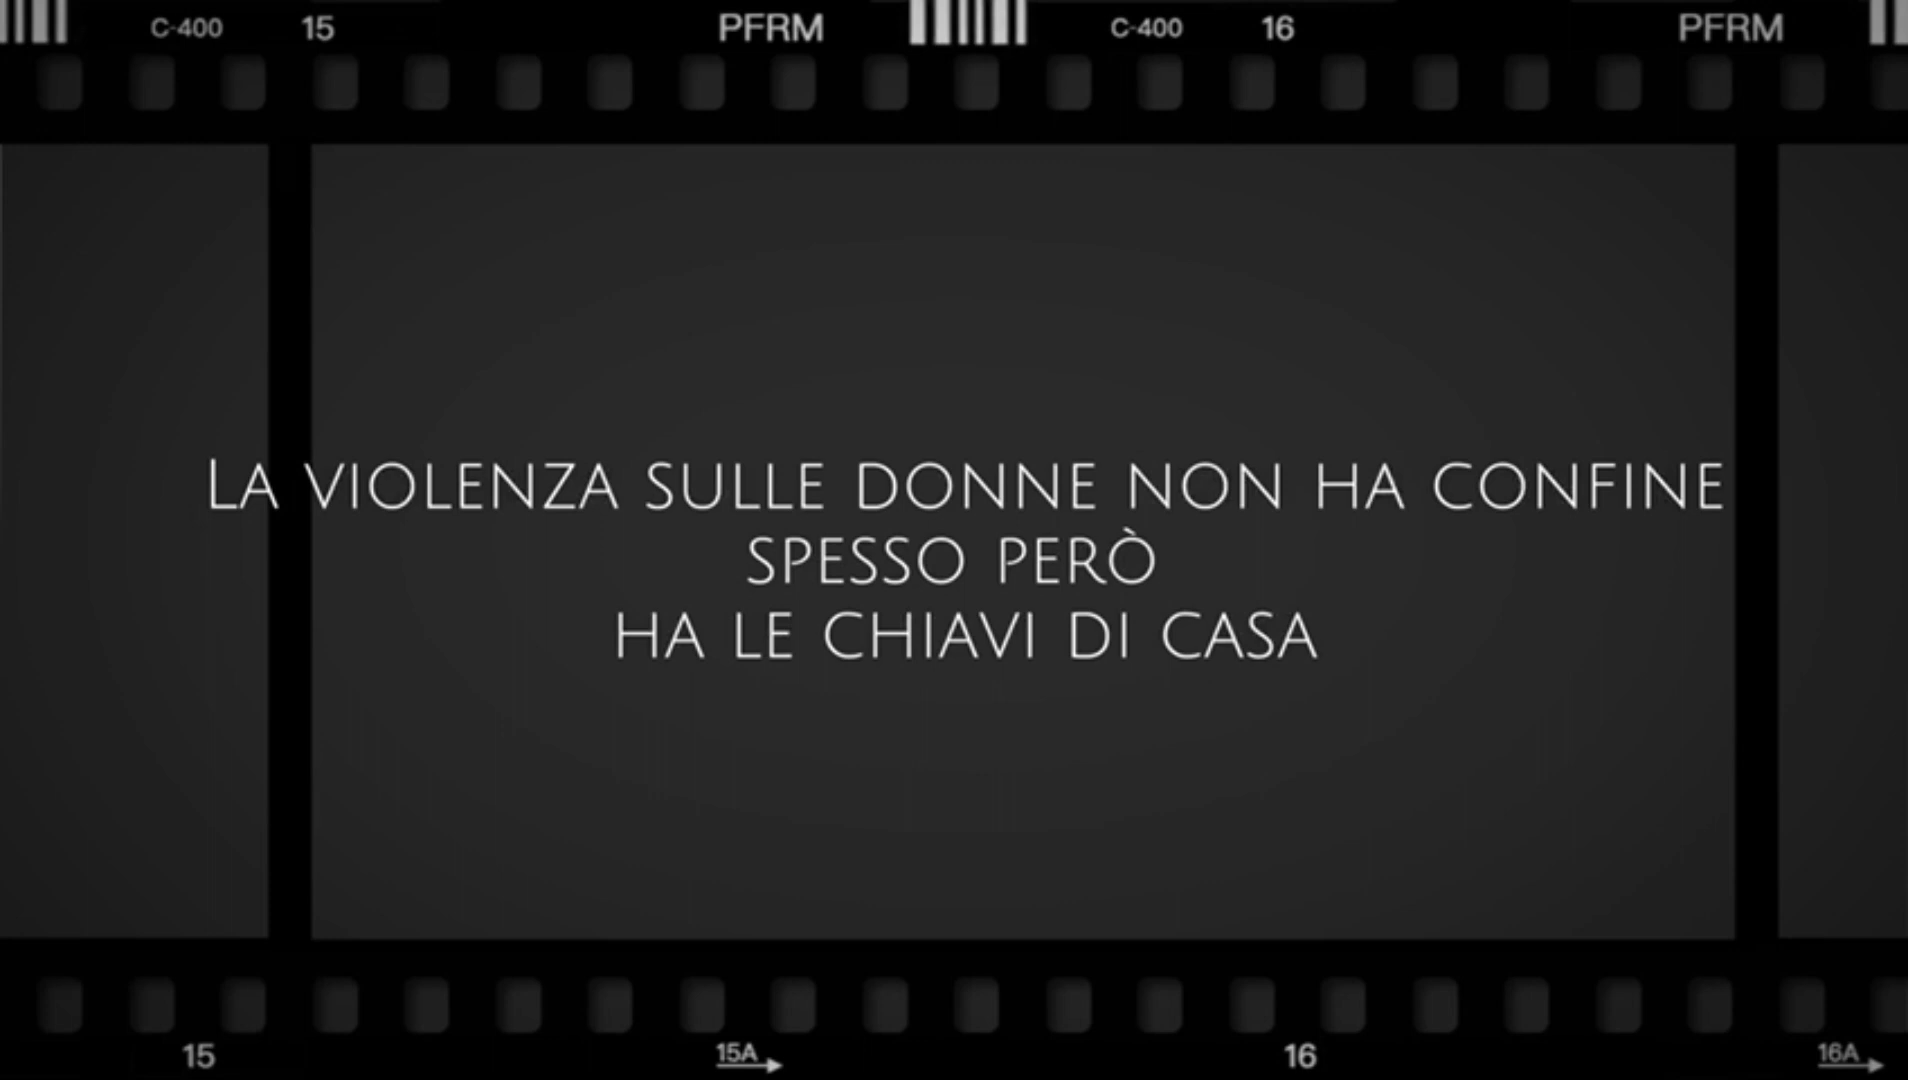 C-400 15 PFRM C-400 16 PFRM
La violenza sulle donne non ha confine
spesso però
ha le chiavi di casa
15 15A 16 16A